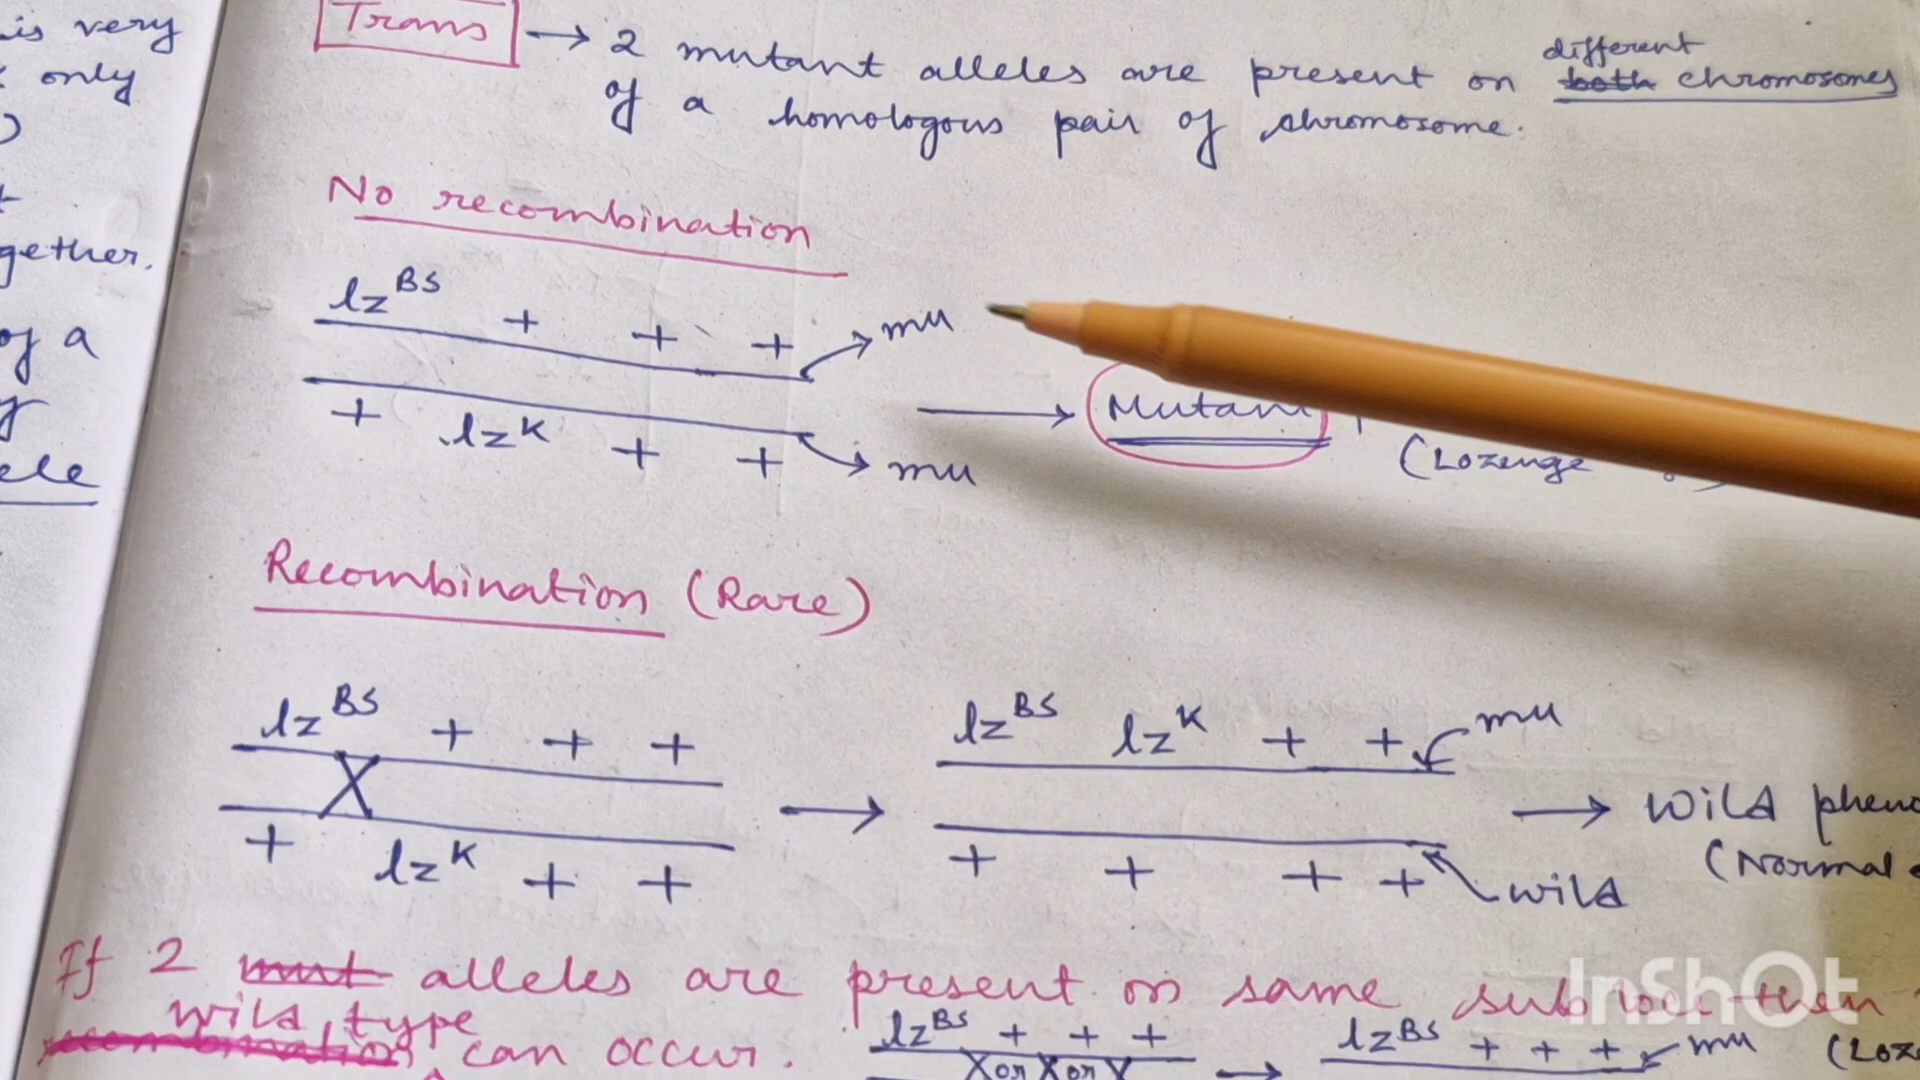 is very
only
gether.
of a
ele
Trans → 2 mutant alleles are present on both different chromosomes
of a homologous pair of chromosome.
No recombination
lz^BS + + + → mu
+ lz^K + + → mu
→ Mutant
(Lozenge
Recombination (Rare)
lz^BS + + +
X
+ lz^K + +
→
lz^BS lz^K + + mu
+ + + + wild
→ wild pheno
(Normal
If 2 mut alleles are present on same sub loci then
wild type
recombination can occur.
lz^BS + + +
X or X or X
→
lz^BS + + + mu
(Loz
InShOt